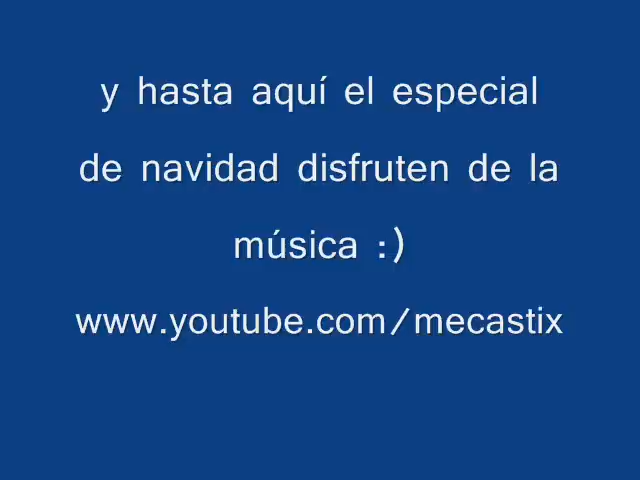 y hasta aquí el especial
de navidad disfruten de la
música :)
www.youtube.com/mecastix